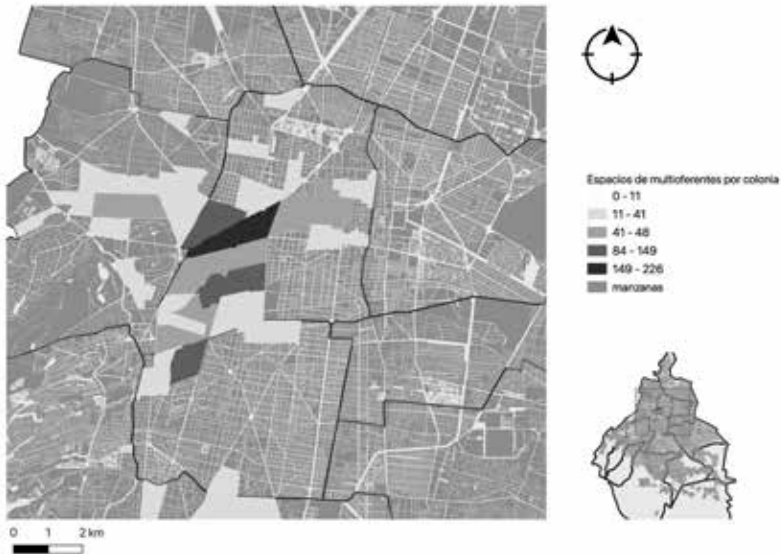 Espacios de multioferentes por colonia
0 - 11
11 - 41
41 - 48
84 - 149
149 - 226
manzanas
0 1 2 km